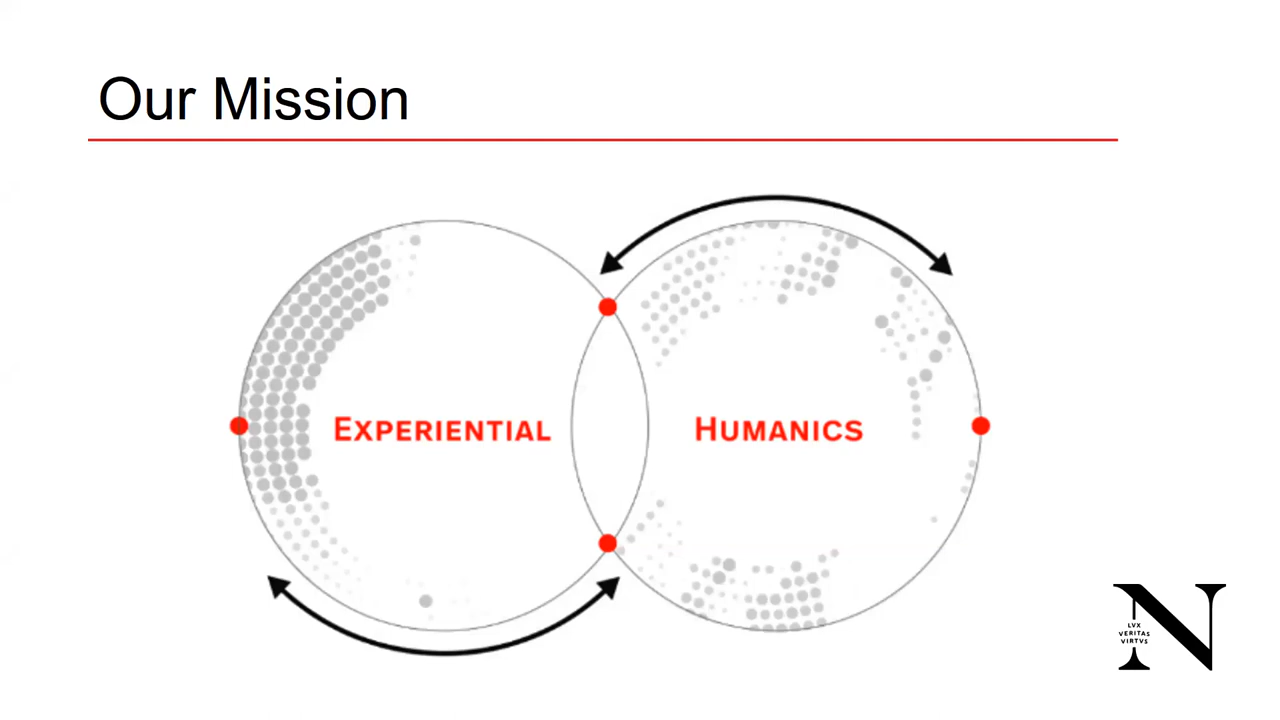 Our Mission
EXPERIENTIAL
HUMANICS
N
LVX
VERITAS
VIRTVS